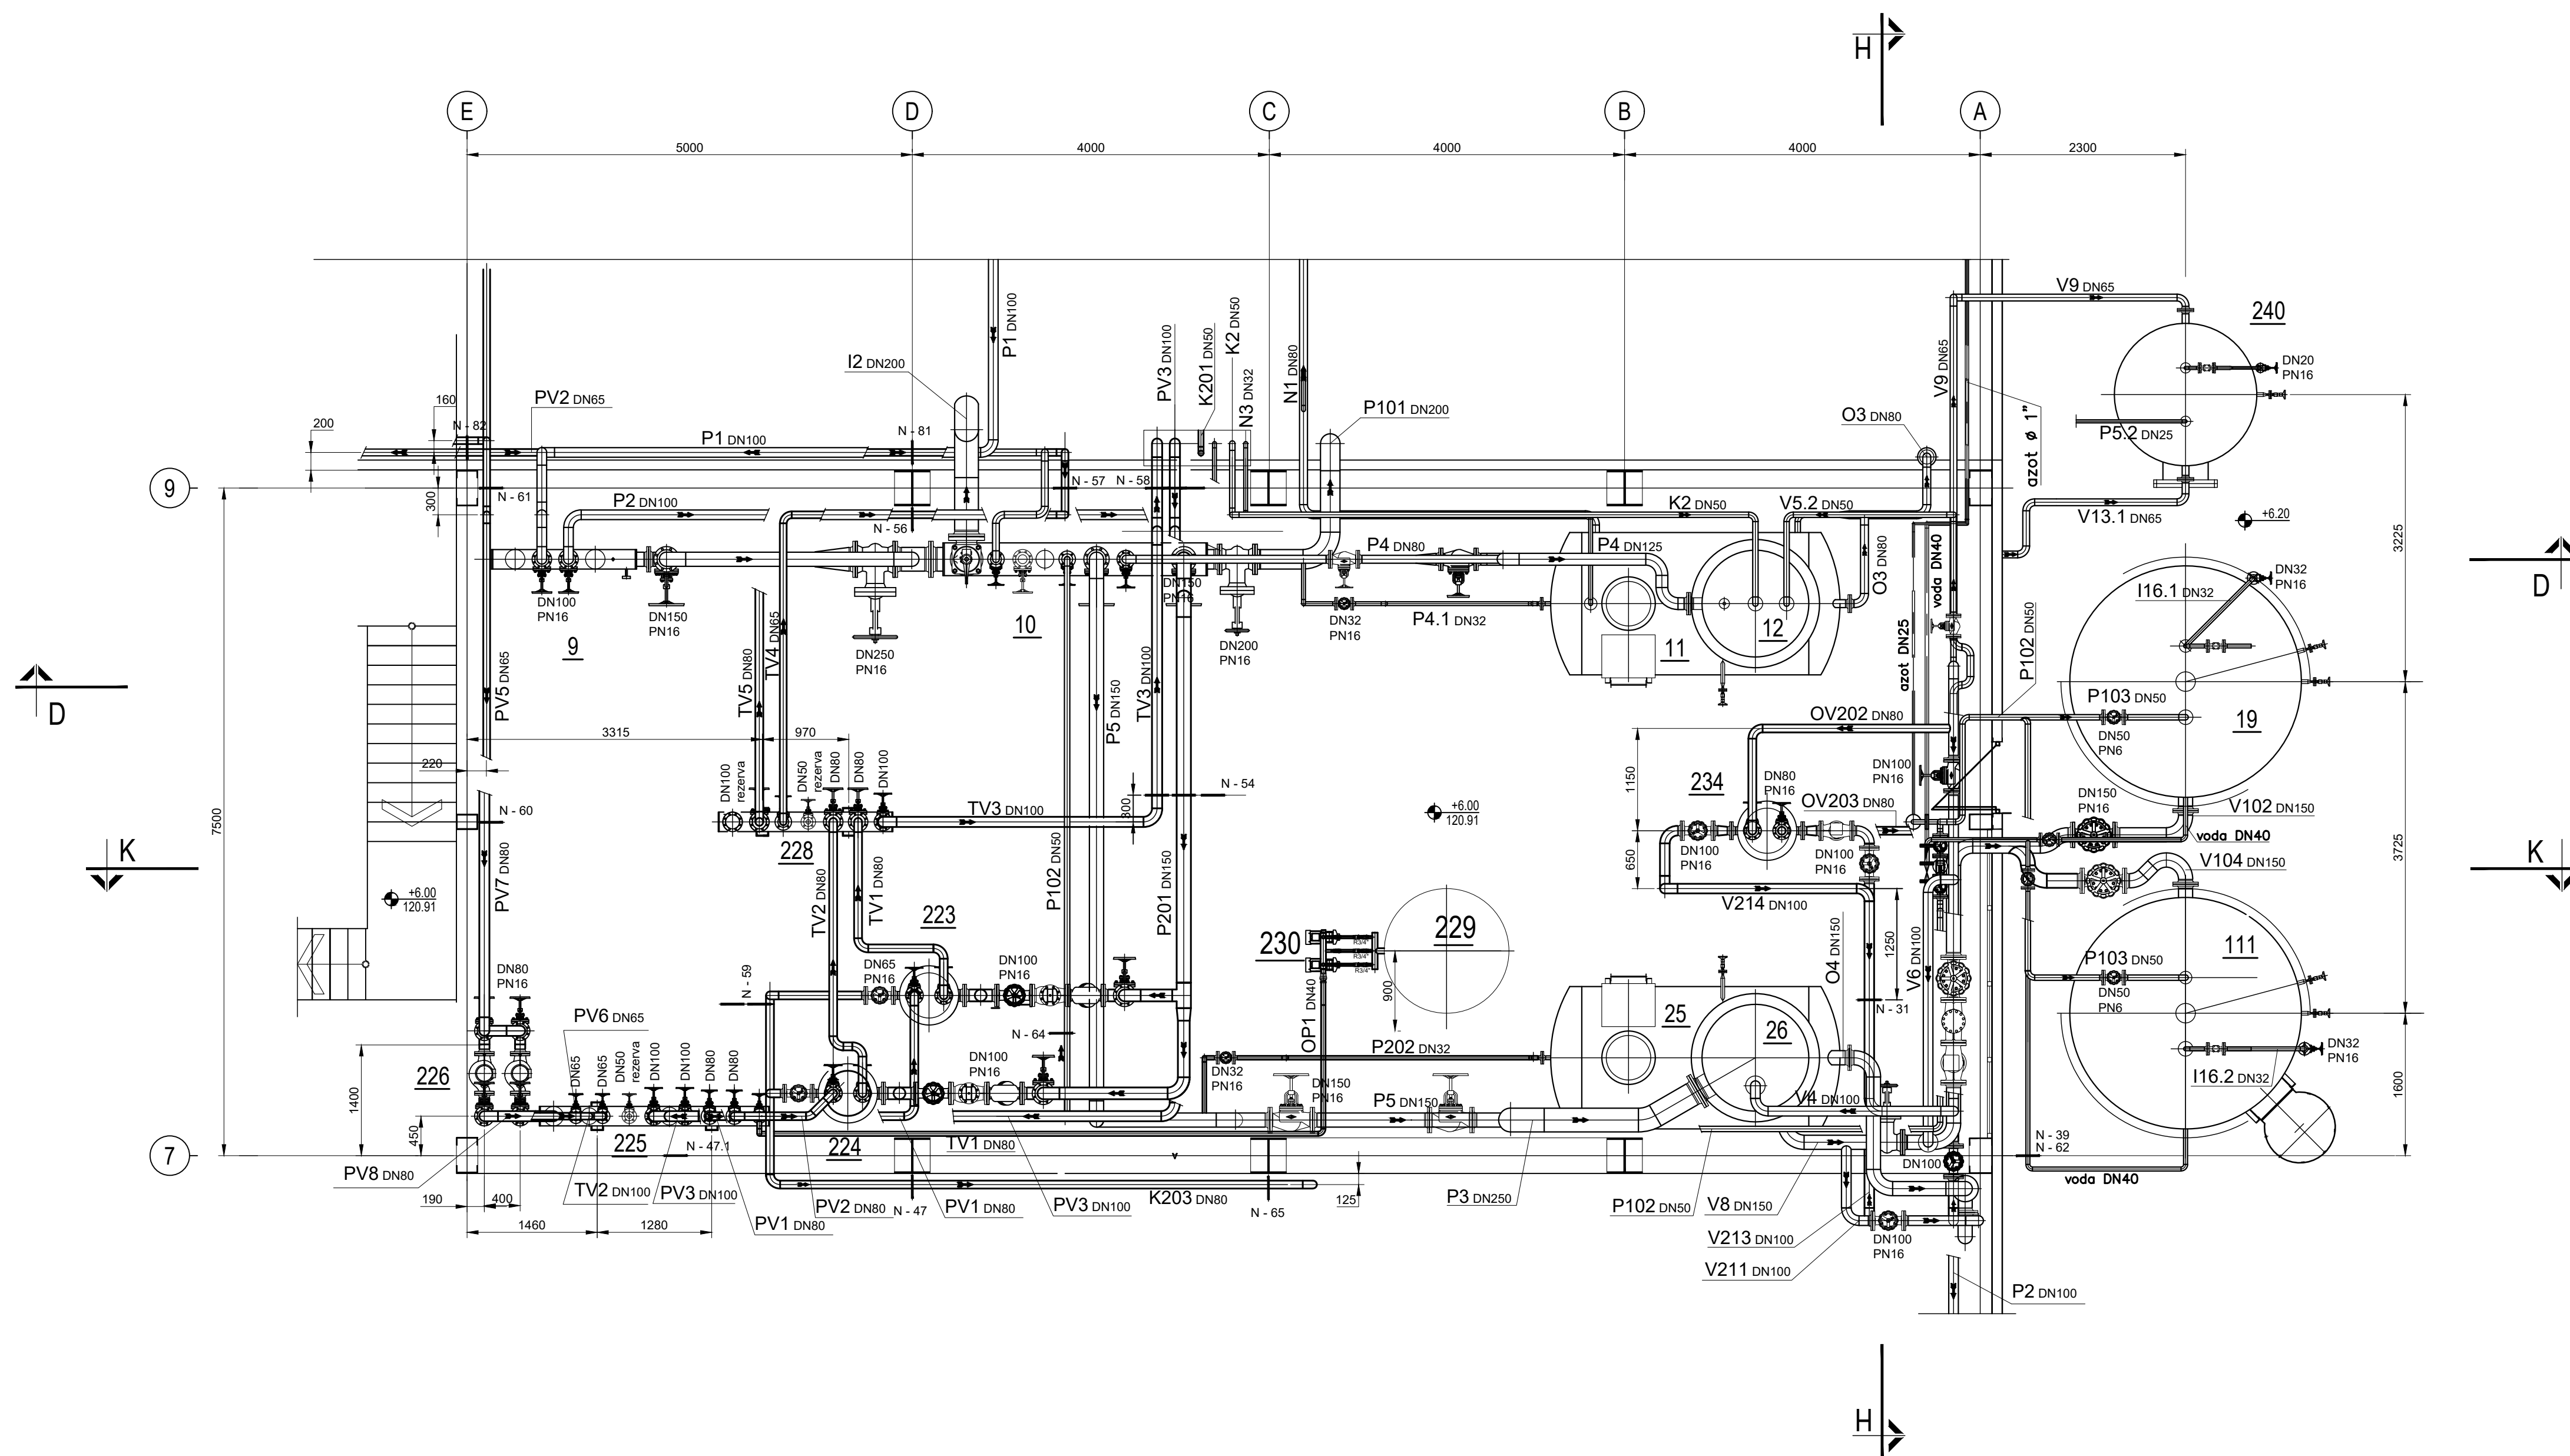 H
E
D
C
B
A
5000
4000
4000
4000
2300
V9 DN65
240
P1 DN100
I2 DN200
PV3 DN100
K201 DN50
K2 DN50
N3 DN32
N1 DN80
P101 DN200
V9 DN65
azot ø 1"
DN20
PN16
O3 DN80
P5.2 DN25
160
PV2 DN65
200
N - 82
P1 DN100
N - 81
9
N - 61
N - 57
N - 58
300
P2 DN100
N - 56
K2 DN50
V5.2 DN50
V13.1 DN65
+6.20
3225
P4 DN80
P4 DN125
O3 DN80
voda DN40
D
D
DN100
PN16
DN150
PN16
9
DN250
PN16
10
DN150
PN16
DN200
PN16
DN32
PN16
P4.1 DN32
11
12
azot DN25
P102 DN50
I16.1 DN32
DN32
PN16
PV5 DN65
TV5 DN80
TV4 DN65
P5 DN150
TV3 DN100
P103 DN50
19
DN50
PN6
3315
970
220
OV202 DN80
1150
234
DN80
PN16
OV203 DN80
DN100
PN16
DN150
PN16
V102 DN150
voda DN40
V104 DN150
3725
7500
N - 60
DN100
rezerva
DN50
rezerva
DN80
DN80
DN100
TV3 DN100
300
N - 54
+6.00
120.91
K
K
228
650
DN100
PN16
DN100
PN16
V214 DN100
PV7 DN80
+6.00
120.91
TV2 DN80
TV1 DN80
223
P102 DN50
P201 DN150
230
229
R3/4"
R3/4"
R3/4"
900
O4 DN150
1250
V6 DN100
P103 DN50
111
DN50
PN6
DN80
PN16
N - 59
DN65
PN16
DN100
PN16
OP1 DN40
N - 31
PV6 DN65
N - 64
25
26
226
1400
450
DN65
DN65
DN50
rezerva
DN100
DN100
DN80
DN80
DN100
PN16
P202 DN32
DN32
PN16
DN150
PN16
P5 DN150
V4 DN100
DN32
PN16
I16.2 DN32
1600
7
225
N - 47.1
224
TV1 DN80
DN100
N - 39
N - 62
voda DN40
PV8 DN80
190
400
TV2 DN100
PV3 DN100
PV1 DN80
PV2 DN80
N - 47
PV1 DN80
PV3 DN100
K203 DN80
N - 65
125
P3 DN250
P102 DN50
V8 DN150
1460
1280
V213 DN100
V211 DN100
DN100
PN16
P2 DN100
H